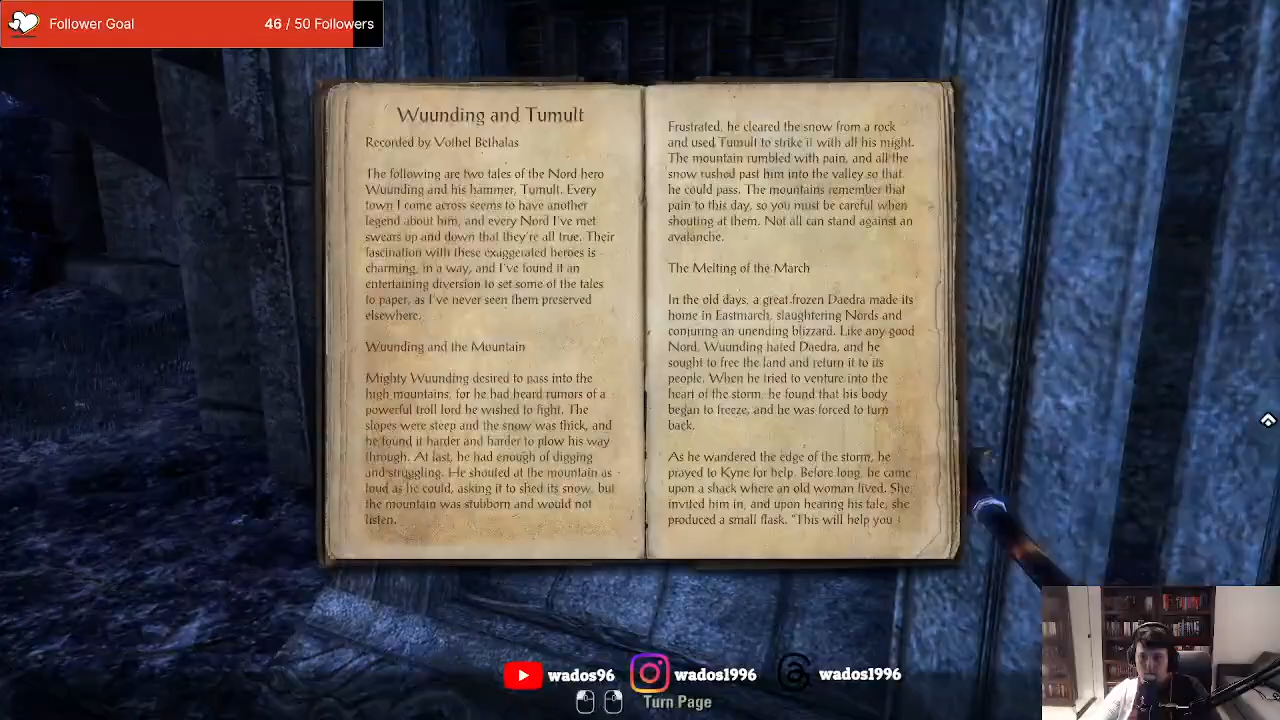 Follower Goal
46 / 50 Followers
Wuunding and Tumult
Recorded by Vothel Bethalas
The following are two tales of the Nord hero
Wuunding and his hammer, Tumult. Every
town I come across seems to have another
legend about him, and every Nord I've met
swears up and down that they're all true. Their
fascination with these exaggerated heroes is
charming, in a way, and I've found it an
entertaining diversion to set some of the tales
to paper, as I've never seen them preserved
elsewhere.
Wuunding and the Mountain
Mighty Wuunding desired to pass into the
high mountains, for he had heard rumors of a
powerful troll lord he wished to fight. The
slopes were steep and the snow was thick, and
he found it harder and harder to plow his way
through. At last, he had enough of digging
and struggling. He shouted at the mountain as
loud as he could, asking it to shed its snow, but
the mountain was stubborn and would not
listen.
Frustrated, he cleared the snow from a rock
and used Tumult to strike it with all his might.
The mountain rumbled with pain, and all the
snow rushed past him into the valley so that
he could pass. The mountains remember that
pain to this day, so you must be careful when
shouting at them. Not all can stand against an
avalanche.
The Melting of the March
In the old days, a great frozen Daedra made its
home in Eastmarch, slaughtering Nords and
conjuring an unending blizzard. Like any good
Nord, Wuunding hated Daedra, and he
sought to free the land and return it to its
people. When he tried to venture into the
heart of the storm, he found that his body
began to freeze, and he was forced to turn
back.
As he wandered the edge of the storm, he
prayed to Kyne for help. Before long, he came
upon a shack where an old woman lived. She
invited him in, and upon hearing his tale, she
produced a small flask. "This will help you
wados96
wados1996
wados1996
Turn Page